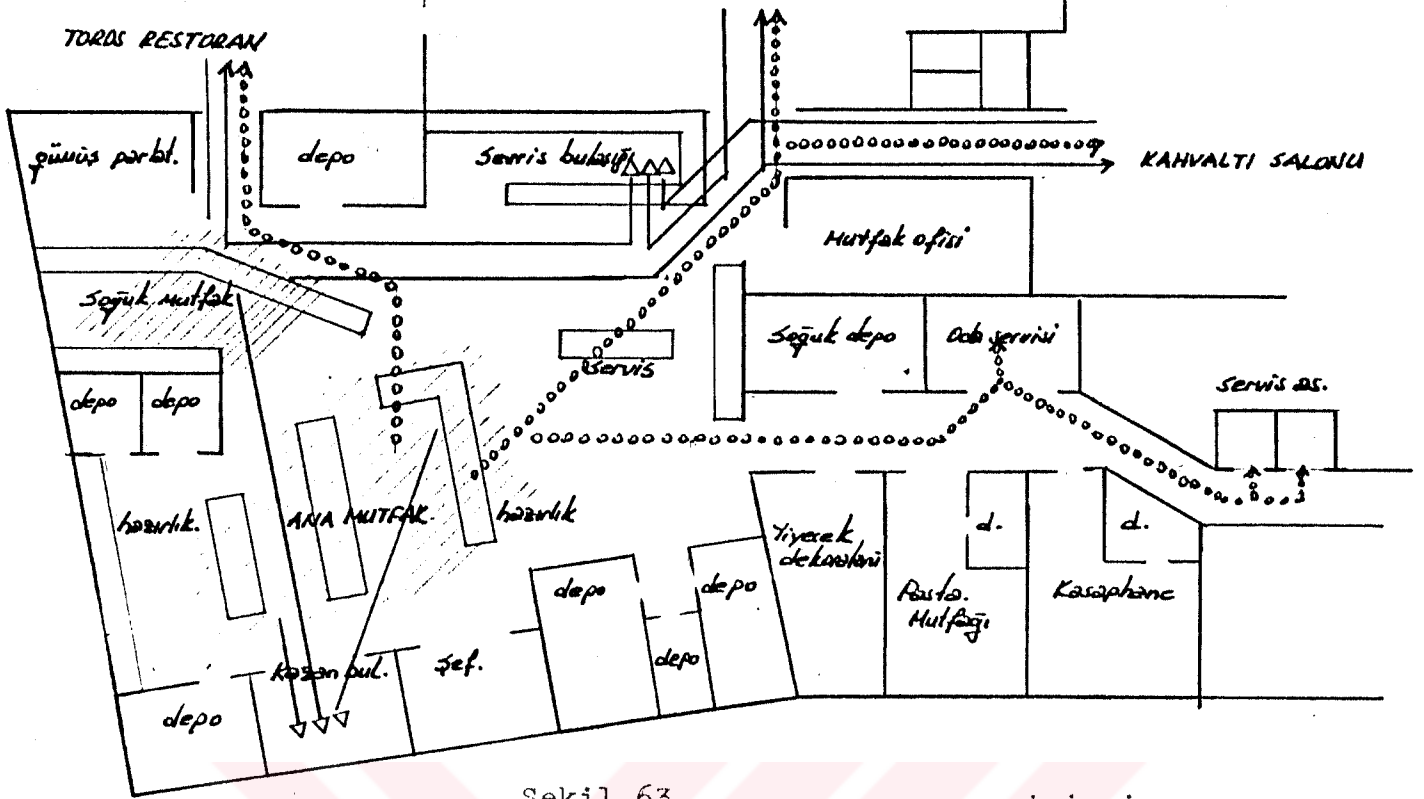 TOROS RESTORAN
gümüş parlat.
depo
servis bulaşığı
KAHVALTI SALONU
Mutfak ofisi
Soğuk Mutfak
Soğuk depo
Oda servisi
servis
servis as.
depo
depo
hazırlık.
ANA MUTFAK.
hazırlık
Yiyecek
d.
d.
depo
depo
Pasta.
Mutfağı
Kasaphane
Kazan bul.
şef.
depo
depo
Şekil 63